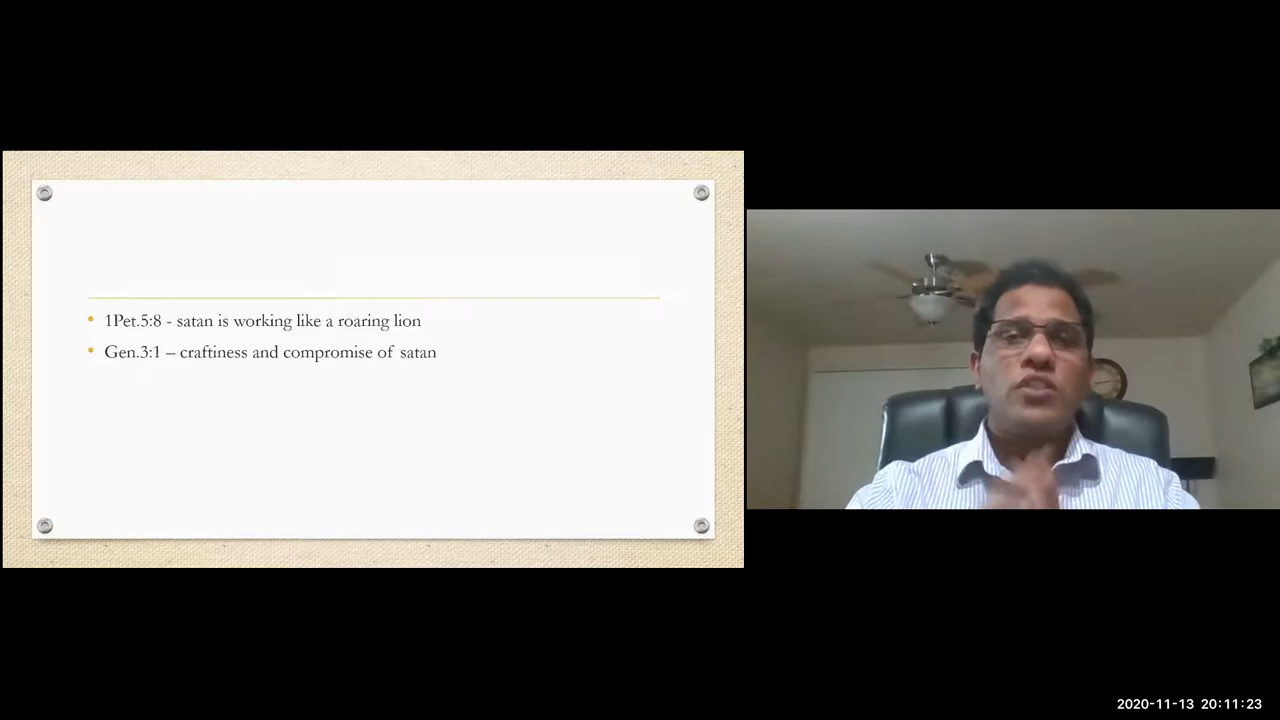 1Pet.5:8 - satan is working like a roaring lion
Gen.3:1 – craftiness and compromise of satan
2020-11-13 20:11:23